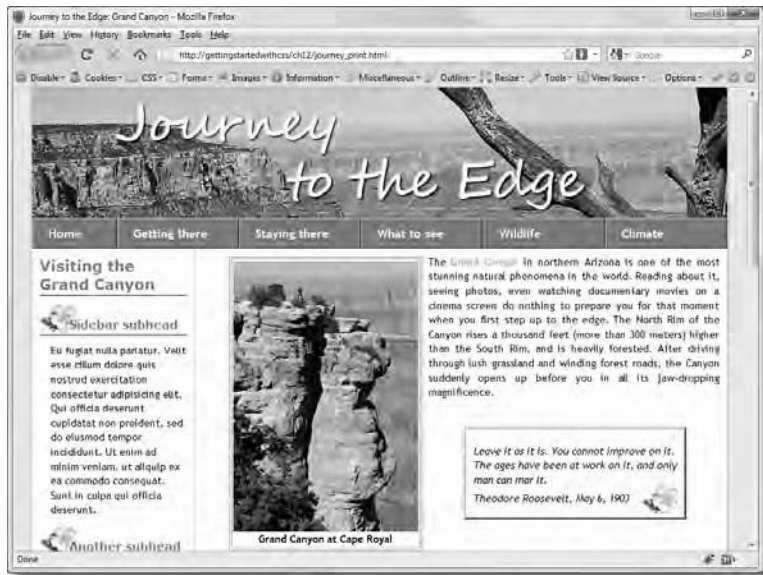 Journey to the Edge: Grand Canyon - Mozilla Firefox
File Edit View History Bookmarks Tools Help
http://gettingstartedwithcss/ch12/journey_print.html
Google
Disable Cookies CSS Forms Images Information Miscellaneous Outline Resize Tools View Source Options
Journey
to the Edge
Home Getting there Staying there What to see Wildlife Climate
Visiting the
Grand Canyon
Sidebar subhead
Eu fugiat nulla pariatur. Velit
esse cillum dolore quis
nostrud exercitation
consectetur adipisicing elit.
Qui officia deserunt
cupidatat non proident, sed
do eiusmod tempor
incididunt. Ut enim ad
minim veniam, ut aliquip ex
ea commodo consequat.
Sunt in culpa qui officia
deserunt.
Another subhead
Grand Canyon at Cape Royal
The Grand Canyon in northern Arizona is one of the most
stunning natural phenomena in the world. Reading about it,
seeing photos, even watching documentary movies on a
cinema screen do nothing to prepare you for that moment
when you first step up to the edge. The North Rim of the
Canyon rises a thousand feet (more than 300 meters) higher
than the South Rim, and is heavily forested. After driving
through lush grassland and winding forest roads, the Canyon
suddenly opens up before you in all its jaw-dropping
magnificence.
Leave it as it is. You cannot improve on it.
The ages have been at work on it, and only
man can mar it.
Theodore Roosevelt, May 6, 1903
Done